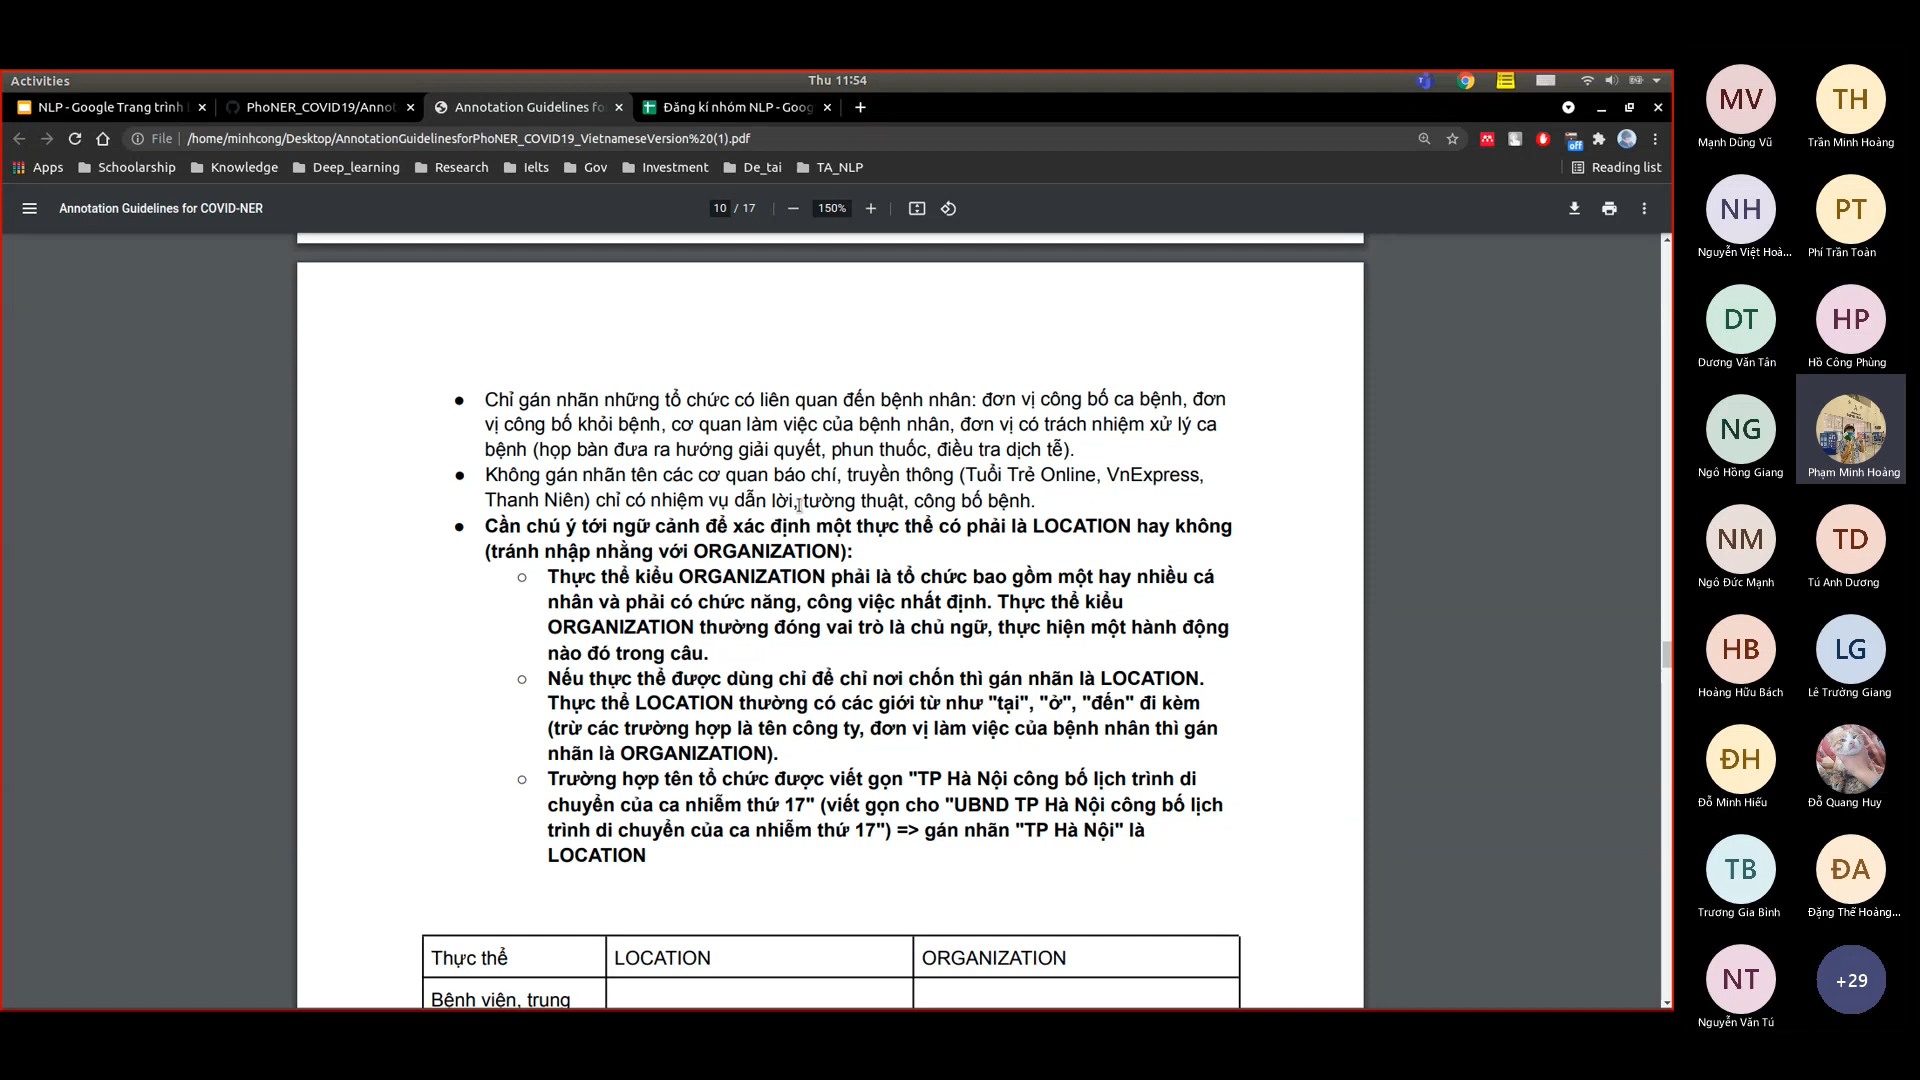 Activities
Thu 11:54
NLP - Google Trang trình
PhoNER_COVID19/Annot
Annotation Guidelines fo
Đăng kí nhóm NLP - Goog
File
/home/minhcong/Desktop/AnnotationGuidelinesforPhoNER_COVID19_VietnameseVersion%20(1).pdf
off
Apps
Schoolarship
Knowledge
Deep_learning
Research
Ielts
Gov
Investment
De_tai
TA_NLP
Reading list
Annotation Guidelines for COVID-NER
10 / 17
150%
Chỉ gán nhãn những tổ chức có liên quan đến bệnh nhân: đơn vị công bố ca bệnh, đơn
vị công bố khỏi bệnh, cơ quan làm việc của bệnh nhân, đơn vị có trách nhiệm xử lý ca
bệnh (họp bàn đưa ra hướng giải quyết, phun thuốc, điều tra dịch tễ).
Không gán nhãn tên các cơ quan báo chí, truyền thông (Tuổi Trẻ Online, VnExpress,
Thanh Niên) chỉ có nhiệm vụ dẫn lời, tường thuật, công bố bệnh.
Cần chú ý tới ngữ cảnh để xác định một thực thể có phải là LOCATION hay không
(tránh nhập nhằng với ORGANIZATION):
Thực thể kiểu ORGANIZATION phải là tổ chức bao gồm một hay nhiều cá
nhân và phải có chức năng, công việc nhất định. Thực thể kiểu
ORGANIZATION thường đóng vai trò là chủ ngữ, thực hiện một hành động
nào đó trong câu.
Nếu thực thể được dùng chỉ để chỉ nơi chốn thì gán nhãn là LOCATION.
Thực thể LOCATION thường có các giới từ như "tại", "ở", "đến" đi kèm
(trừ các trường hợp là tên công ty, đơn vị làm việc của bệnh nhân thì gán
nhãn là ORGANIZATION).
Trường hợp tên tổ chức được viết gọn "TP Hà Nội công bố lịch trình di
chuyển của ca nhiễm thứ 17" (viết gọn cho "UBND TP Hà Nội công bố lịch
trình di chuyển của ca nhiễm thứ 17") => gán nhãn "TP Hà Nội" là
LOCATION
Thực thể
LOCATION
ORGANIZATION
Bệnh viện, trung
MV
Mạnh Dũng Vũ
TH
Trần Minh Hoàng
NH
Nguyễn Việt Hoà...
PT
Phí Trần Toàn
DT
Dương Văn Tân
HP
Hồ Công Phùng
NG
Ngô Hồng Giang
Phạm Minh Hoàng
NM
Ngô Đức Mạnh
TD
Tú Anh Dương
HB
Hoàng Hữu Bách
LG
Lê Trường Giang
ĐH
Đỗ Minh Hiếu
Đỗ Quang Huy
TB
Trương Gia Bình
ĐA
Đặng Thế Hoàng...
NT
Nguyễn Văn Tú
+29